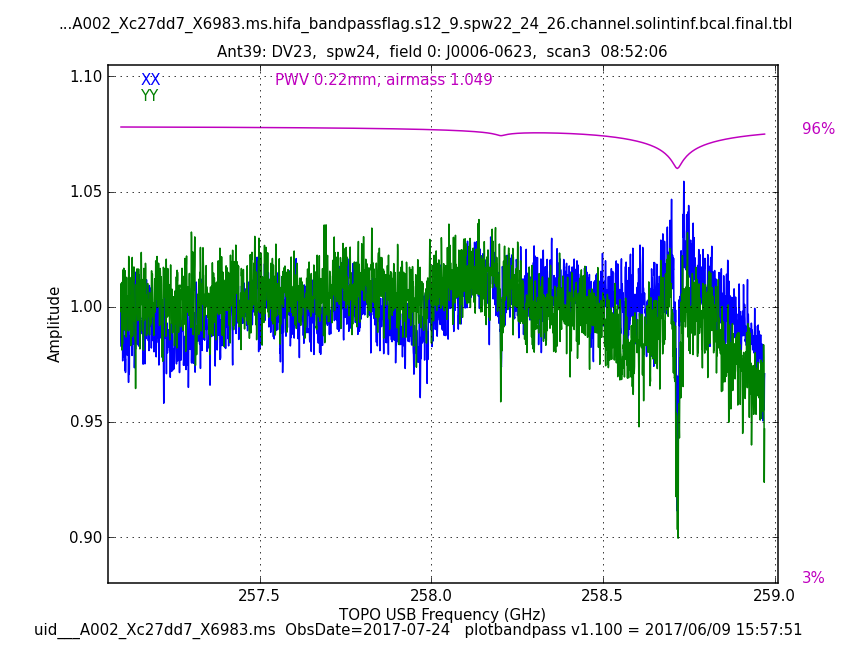 ...A002_Xc27dd7_X6983.ms.hifa_bandpassflag.s12_9.spw22_24_26.channel.solintinf.bcal.final.tbl
Ant39: DV23,  spw24,  field 0: J0006-0623,  scan3  08:52:06
XX
YY
PWV 0.22mm, airmass 1.049
96%
3%
1.10
1.05
1.00
0.95
0.90
Amplitude
257.5
258.0
258.5
259.0
TOPO USB Frequency (GHz)
uid___A002_Xc27dd7_X6983.ms  ObsDate=2017-07-24   plotbandpass v1.100 = 2017/06/09 15:57:51